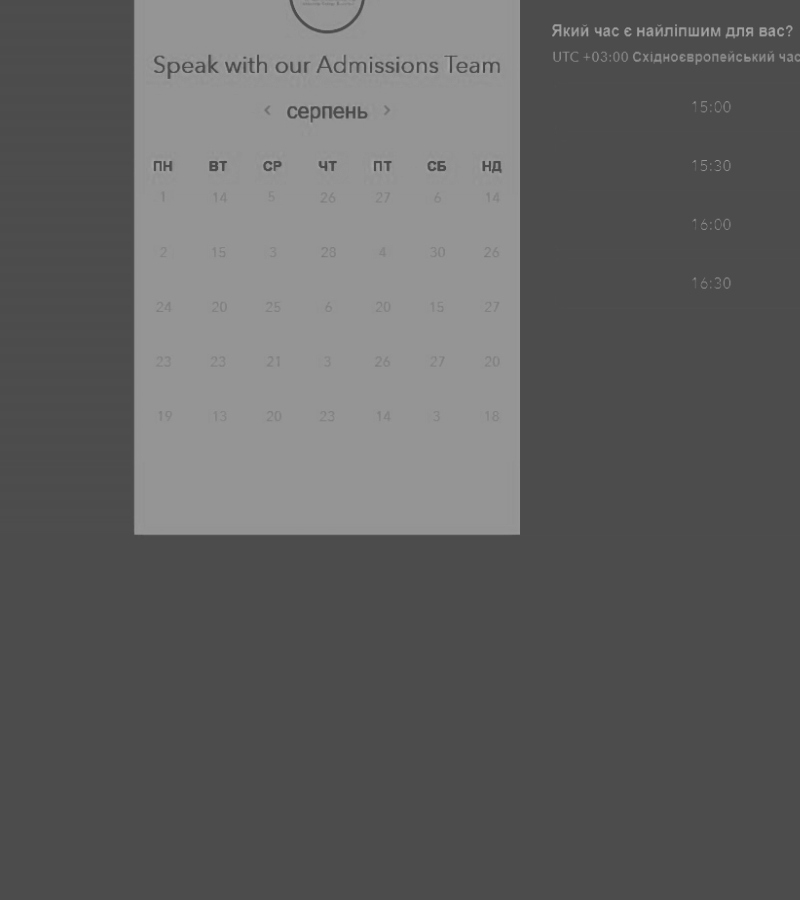 Speak with our Admissions Team
‹ серпень ›
ПН ВТ СР ЧТ ПТ СБ НД
1 14 5 26 27 6 14
2 15 3 28 4 30 26
24 20 25 6 20 15 27
23 23 21 3 26 27 20
19 13 20 23 14 3 18
Який час є найліпшим для вас?
UTC +03:00 Східноєвропейський час
15:00
15:30
16:00
16:30